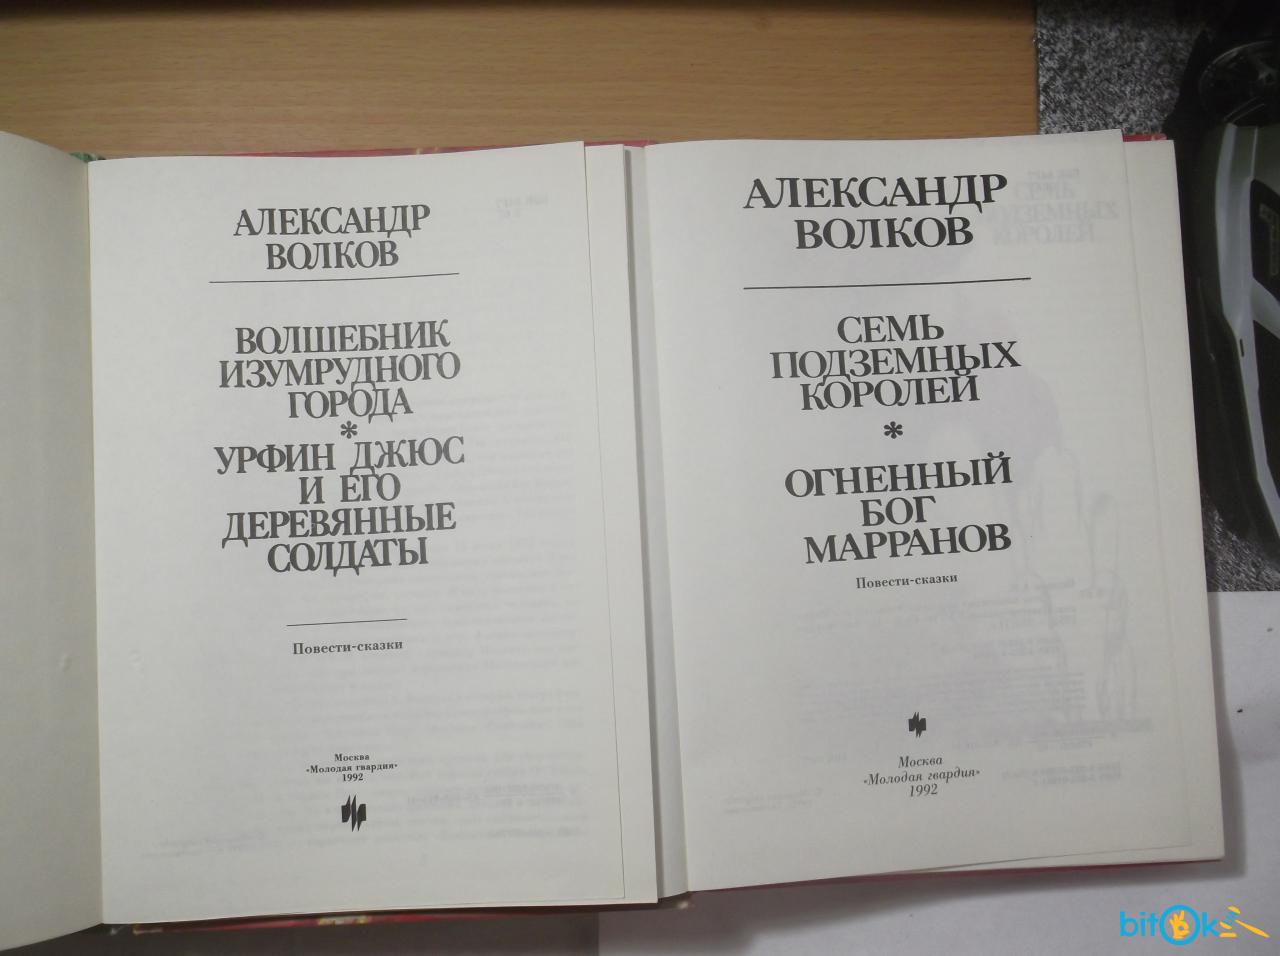 АЛЕКСАНДР
ВОЛКОВ
ВОЛШЕБНИК
ИЗУМРУДНОГО
ГОРОДА
*
УРФИН ДЖЮС
И ЕГО
ДЕРЕВЯННЫЕ
СОЛДАТЫ
Повести-сказки
Москва
«Молодая гвардия»
1992
АЛЕКСАНДР
ВОЛКОВ
СЕМЬ
ПОДЗЕМНЫХ
КОРОЛЕЙ
*
ОГНЕННЫЙ
БОГ
МАРРАНОВ
Повести-сказки
Москва
«Молодая гвардия»
1992
bitOk